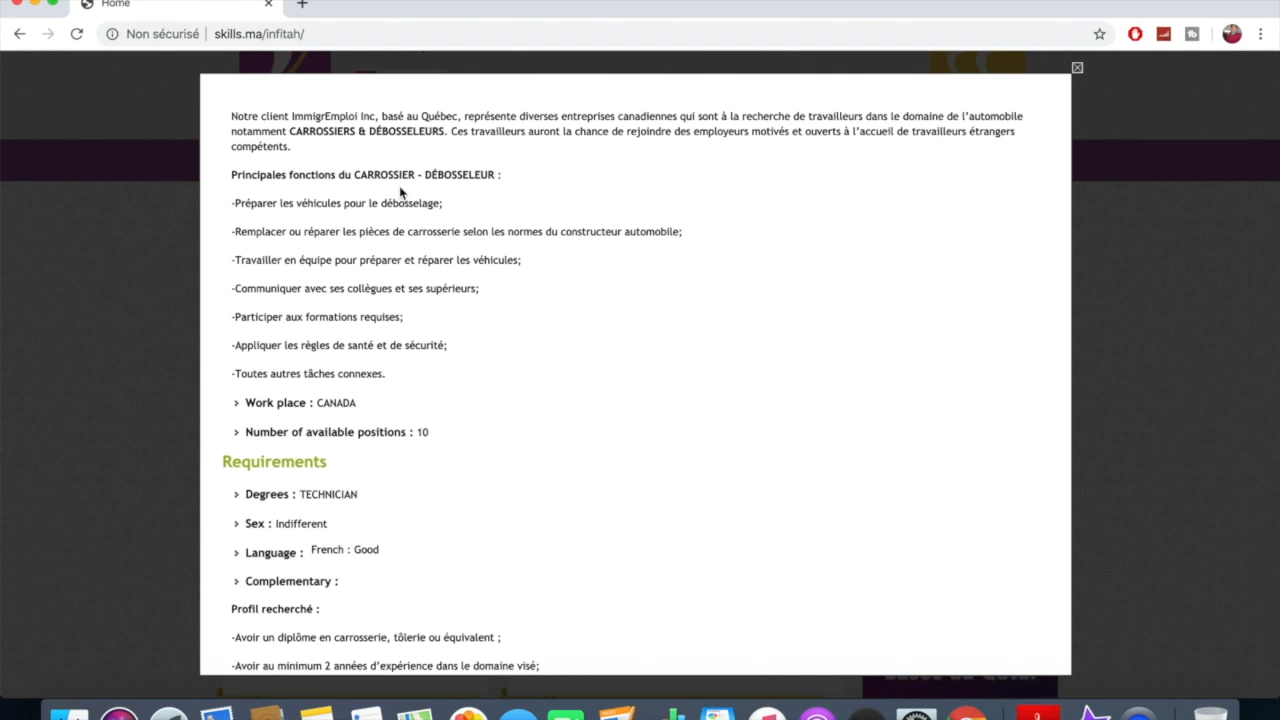 Home
Non sécurisé
skills.ma/infitah/
Notre client ImmigrEmploi Inc, basé au Québec, représente diverses entreprises canadiennes qui sont à la recherche de travailleurs dans le domaine de l'automobile
notamment CARROSSIERS & DÉBOSSELEURS. Ces travailleurs auront la chance de rejoindre des employeurs motivés et ouverts à l'accueil de travailleurs étrangers
compétents.
Principales fonctions du CARROSSIER - DÉBOSSELEUR :
-Préparer les véhicules pour le débosselage;
-Remplacer ou réparer les pièces de carrosserie selon les normes du constructeur automobile;
-Travailler en équipe pour préparer et réparer les véhicules;
-Communiquer avec ses collègues et ses supérieurs;
-Participer aux formations requises;
-Appliquer les règles de santé et de sécurité;
-Toutes autres tâches connexes.
Work place : CANADA
Number of available positions : 10
Requirements
Degrees : TECHNICIAN
Sex : Indifferent
Language : French : Good
Complementary :
Profil recherché :
-Avoir un diplôme en carrosserie, tôlerie ou équivalent ;
-Avoir au minimum 2 années d'expérience dans le domaine visé;